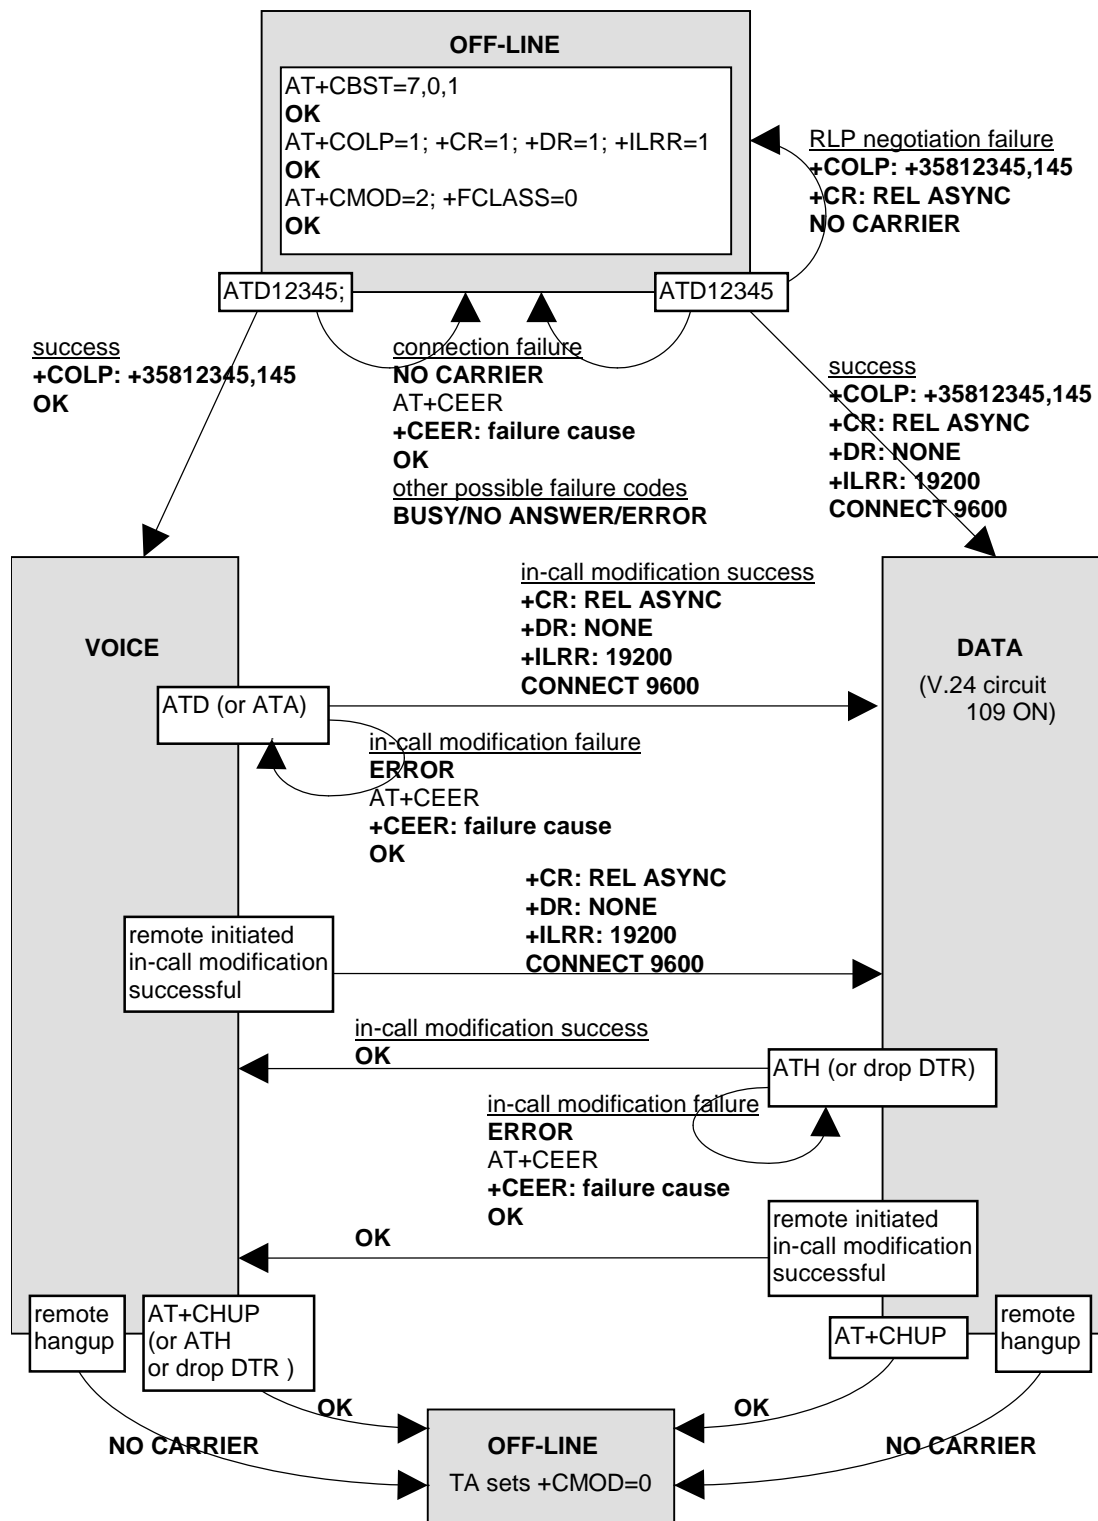 OFF-LINE
AT+CBST=7,0,1
OK
AT+COLP=1; +CR=1; +DR=1; +ILRR=1
OK
AT+CMOD=2; +FCLASS=0
OK
RLP negotiation failure
+COLP: +35812345,145
+CR: REL ASYNC
NO CARRIER
ATD12345;
ATD12345
success
+COLP: +35812345,145
OK
connection failure
NO CARRIER
AT+CEER
+CEER: failure cause
OK
other possible failure codes
BUSY/NO ANSWER/ERROR
success
+COLP: +35812345,145
+CR: REL ASYNC
+DR: NONE
+ILRR: 19200
CONNECT 9600
VOICE
in-call modification success
+CR: REL ASYNC
+DR: NONE
+ILRR: 19200
CONNECT 9600
DATA
(V.24 circuit
109 ON)
ATD (or ATA)
in-call modification failure
ERROR
AT+CEER
+CEER: failure cause
OK
+CR: REL ASYNC
+DR: NONE
+ILRR: 19200
CONNECT 9600
remote initiated
in-call modification
successful
in-call modification success
OK
ATH (or drop DTR)
in-call modification failure
ERROR
AT+CEER
+CEER: failure cause
OK
remote initiated
in-call modification
successful
OK
remote
hangup
AT+CHUP
(or ATH
or drop DTR )
AT+CHUP
remote
hangup
OK
NO CARRIER
OK
NO CARRIER
OFF-LINE
TA sets +CMOD=0